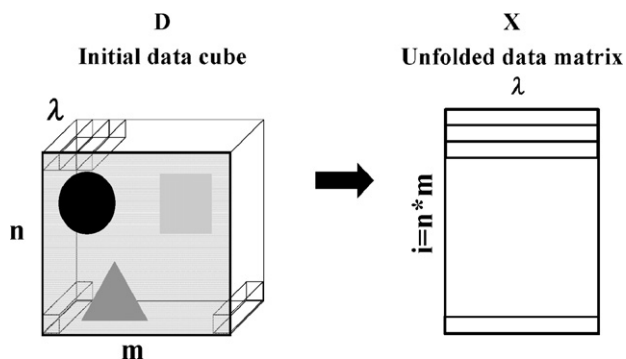 D
Initial data cube
λ
n
m
X
Unfolded data matrix
λ
i=n*m